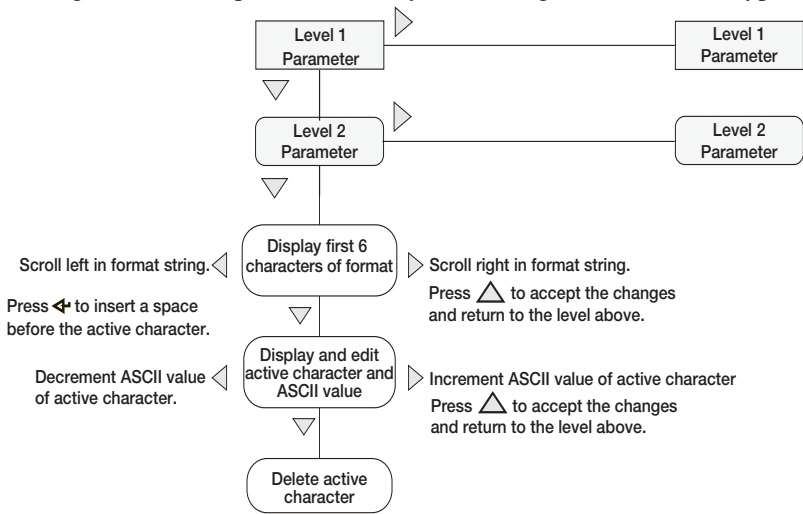 Level 1
Parameter
Level 1
Parameter
Level 2
Parameter
Level 2
Parameter
Display first 6
characters of format
Scroll left in format string.
Scroll right in format string.
Press to insert a space
before the active character.
Press to accept the changes
and return to the level above.
Display and edit
active character and
ASCII value
Decrement ASCII value
of active character.
Increment ASCII value of active character
Press to accept the changes
and return to the level above.
Delete active
character